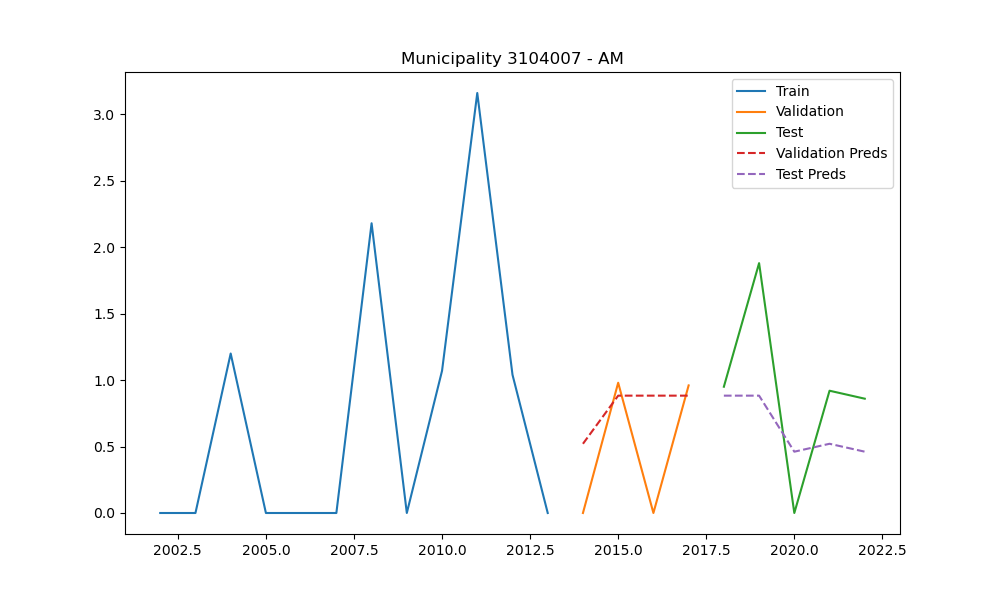 Municipality 3104007 - AM
Train
Validation
Test
Validation Preds
Test Preds
3.0
2.5
2.0
1.5
1.0
0.5
0.0
2002.5 2005.0 2007.5 2010.0 2012.5 2015.0 2017.5 2020.0 2022.5